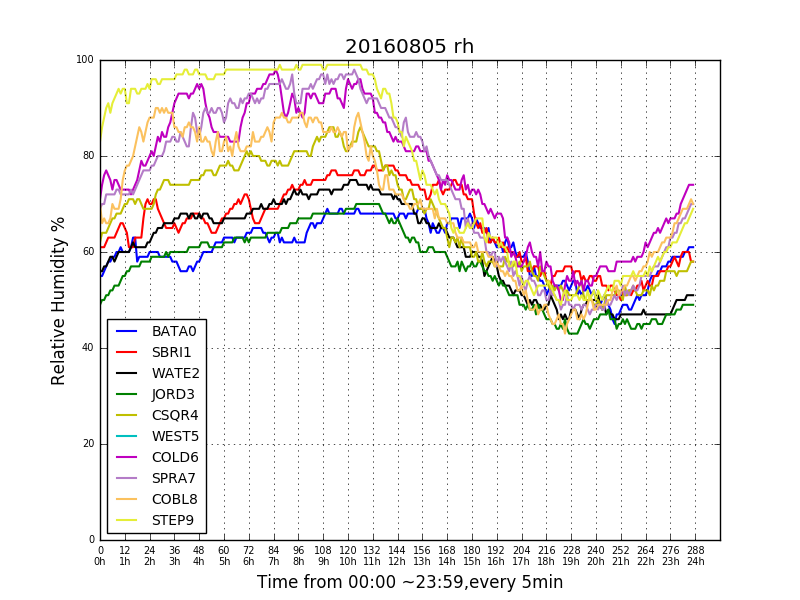 20160805 rh
100
80
60
40
20
0
Relative Humidity %
BATA0
SBRI1
WATE2
JORD3
CSQR4
WEST5
COLD6
SPRA7
COBL8
STEP9
0 12 24 36 48 60 72 84 96 108 120 132 144 156 168 180 192 204 216 228 240 252 264 276 288
0h 1h 2h 3h 4h 5h 6h 7h 8h 9h 10h 11h 12h 13h 14h 15h 16h 17h 18h 19h 20h 21h 22h 23h 24h
Time from 00:00 ~23:59,every 5min